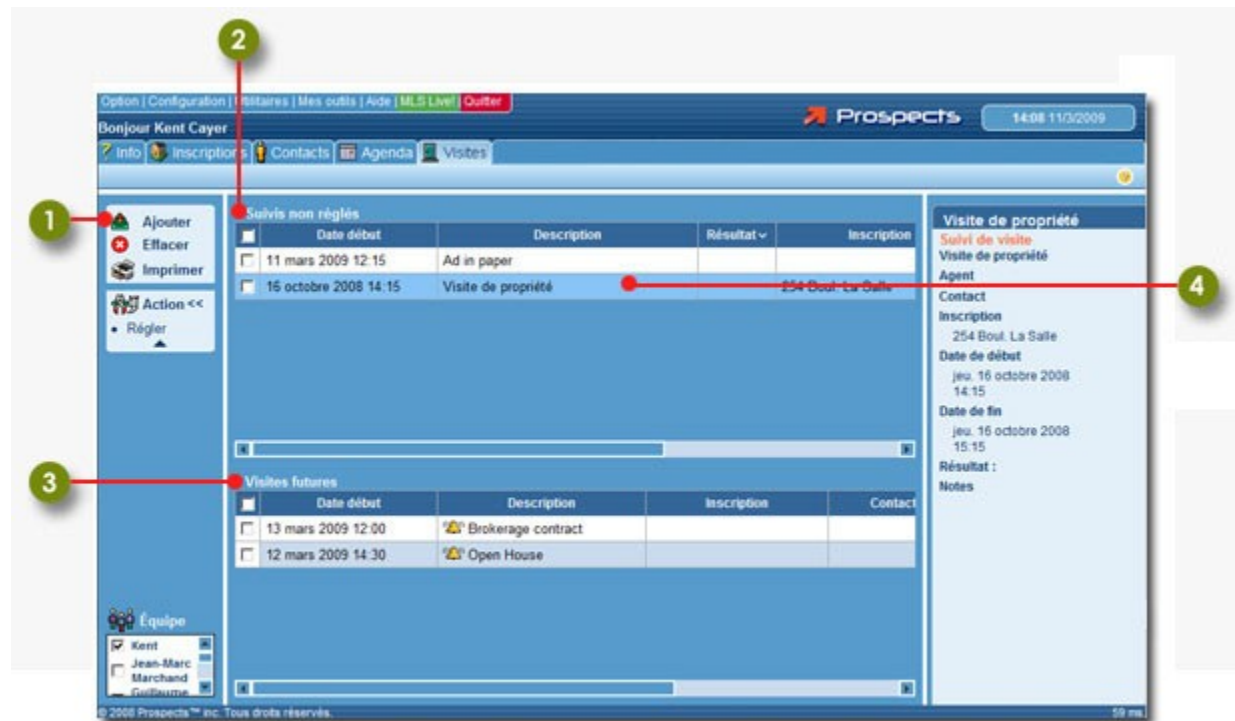 2
Option | Configuration | Utilitaires | Mes outils | Aide | MLS Live! | Quitter
Bonjour Kent Cayer
Prospects
14:08 11/3/2009
? Info Inscriptions Contacts Agenda Visites
1
Ajouter
Effacer
Imprimer
Action <<
• Régler
Suivis non réglés
Date début Description Résultat Inscription
11 mars 2009 12:15 Ad in paper
16 octobre 2008 14:15 Visite de propriété 254 Boul. La Salle
4
3
Visites futures
Date début Description Inscription Contact
13 mars 2009 12:00 Brokerage contract
12 mars 2009 14:30 Open House
Visite de propriété
Suivi de visite
Visite de propriété
Agent
Contact
Inscription
254 Boul. La Salle
Date de début
jeu. 16 octobre 2008
14:15
Date de fin
jeu. 16 octobre 2008
15:15
Résultat :
Notes
Équipe
Kent
Jean-Marc
Marchand
Guillaume
© 2008 Prospects™ inc. Tous droits réservés.
59 ms.